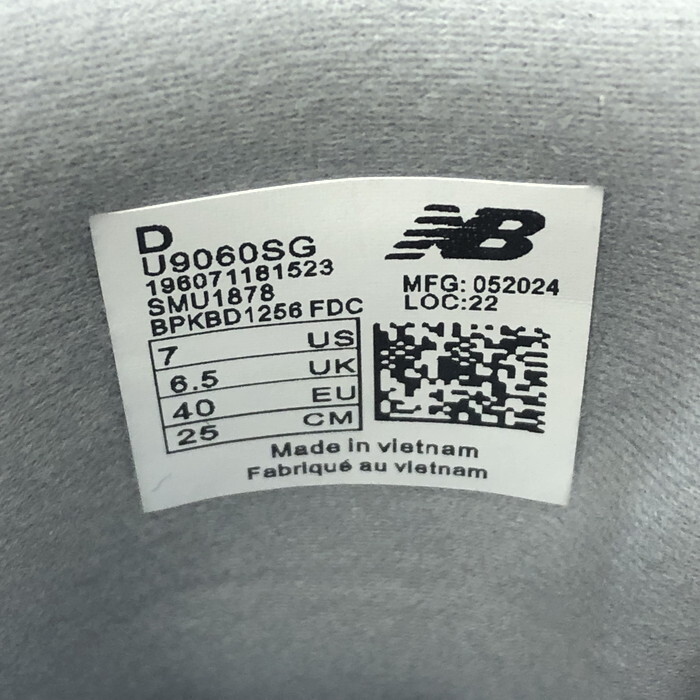 D
U9060SG
196071181523
SMU1878
BPKBD1256 FDC
NB
MFG: 052024
LOC:22
7 US
6.5 UK
40 EU
25 CM
Made in vietnam
Fabriqué au vietnam